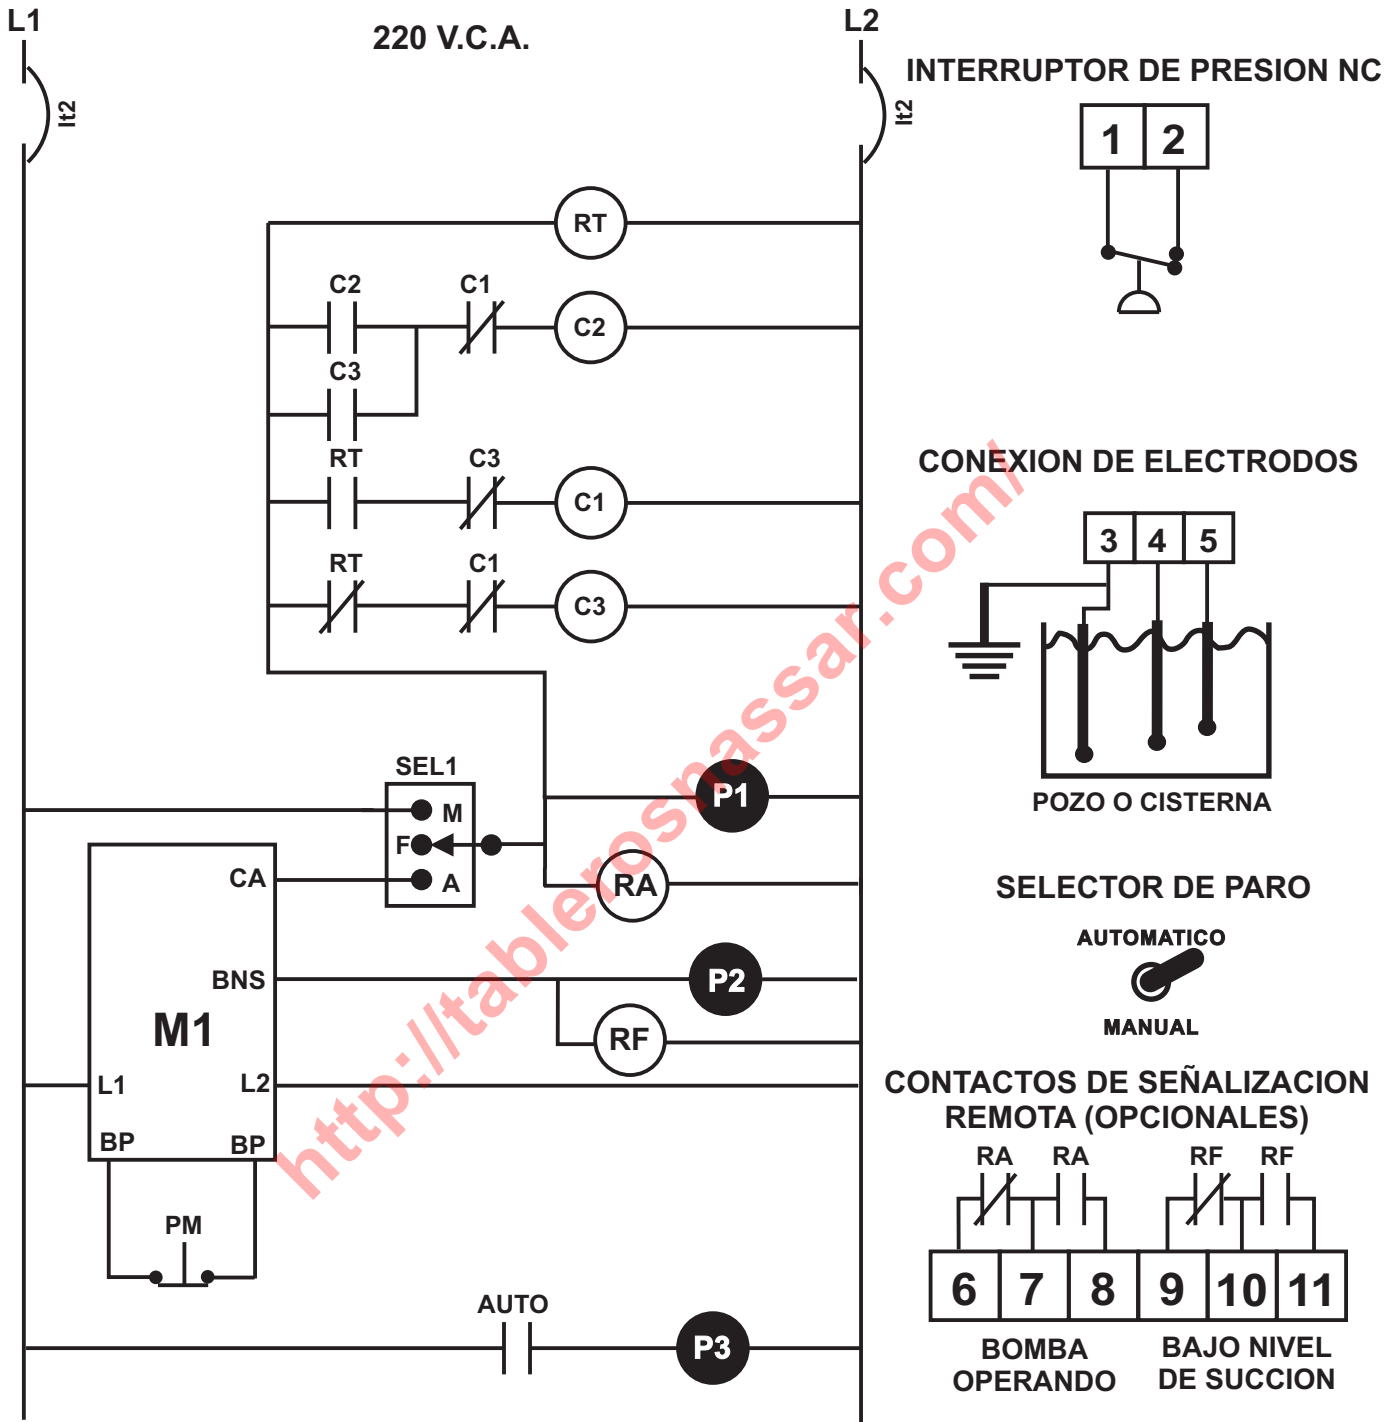 L1
220 V.C.A.
L2
It2
It2
RT
C2
C1
C2
C3
RT
C3
C1
RT
C1
C3
SEL1
M
F
A
P1
RA
CA
BNS
P2
M1
RF
L1
L2
BP
BP
PM
AUTO
P3
INTERRUPTOR DE PRESION NC
1 2
CONEXION DE ELECTRODOS
3 4 5
POZO O CISTERNA
SELECTOR DE PARO
AUTOMATICO
MANUAL
CONTACTOS DE SEÑALIZACION
REMOTA (OPCIONALES)
RA RA RF RF
6 7 8 9 10 11
BOMBA
OPERANDO
BAJO NIVEL
DE SUCCION
http://tablerosnassar.com/